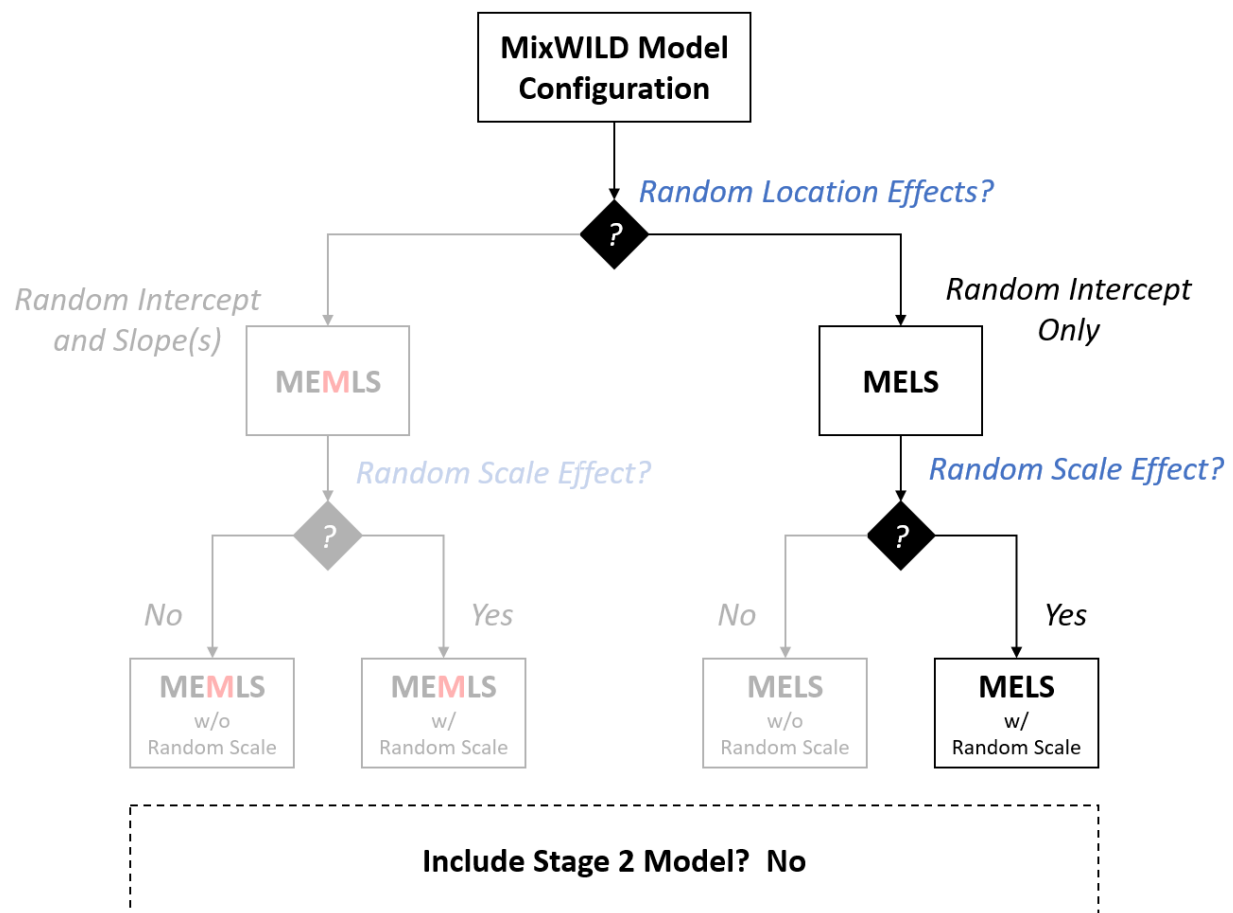 MixWILD Model
Configuration
Random Location Effects?
?
Random Intercept
and Slope(s)
Random Intercept
Only
MEMLS
MELS
Random Scale Effect?
Random Scale Effect?
?
?
No
Yes
No
Yes
MEMLS
w/o
Random Scale
MEMLS
w/
Random Scale
MELS
w/o
Random Scale
MELS
w/
Random Scale
Include Stage 2 Model?  No